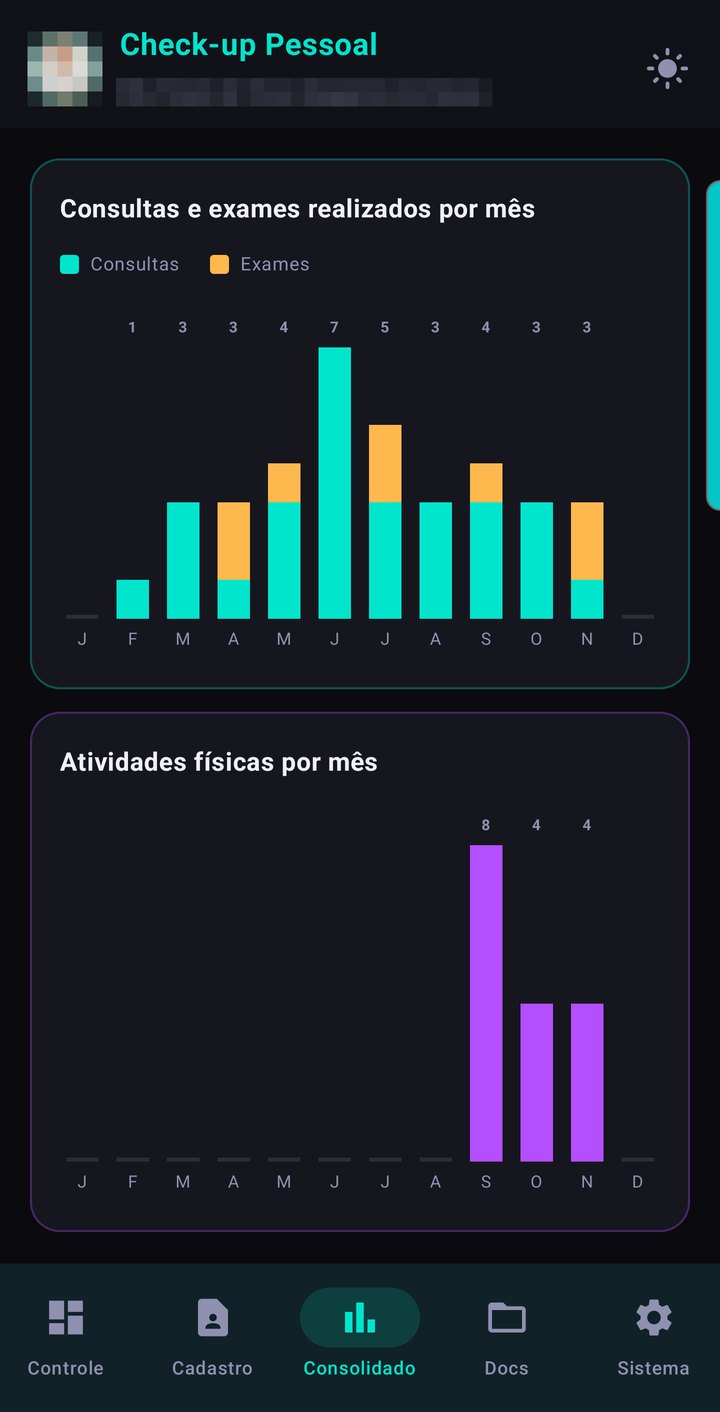 Check-up Pessoal
Consultas e exames realizados por mês
Consultas Exames
1 3 3 4 7 5 3 4 3 3
J F M A M J J A S O N D
Atividades físicas por mês
8 4 4
J F M A M J J A S O N D
Controle Cadastro Consolidado Docs Sistema